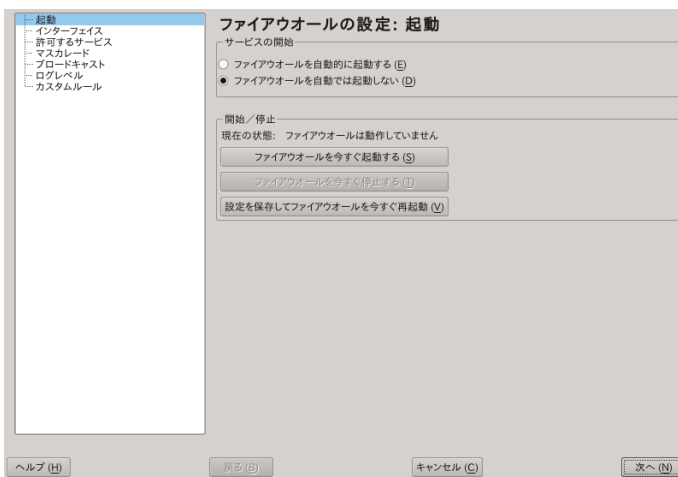 起動
インターフェイス
許可するサービス
マスカレード
ブロードキャスト
ログレベル
カスタムルール
ファイアウオールの設定: 起動
サービスの開始
ファイアウオールを自動的に起動する (E)
ファイアウオールを自動では起動しない (D)
開始／停止
現在の状態: ファイアウオールは動作していません
ファイアウオールを今すぐ起動する (S)
ファイアウオールを今すぐ停止する (T)
設定を保存してファイアウオールを今すぐ再起動 (V)
ヘルプ (H)
戻る (B)
キャンセル (C)
次へ (N)